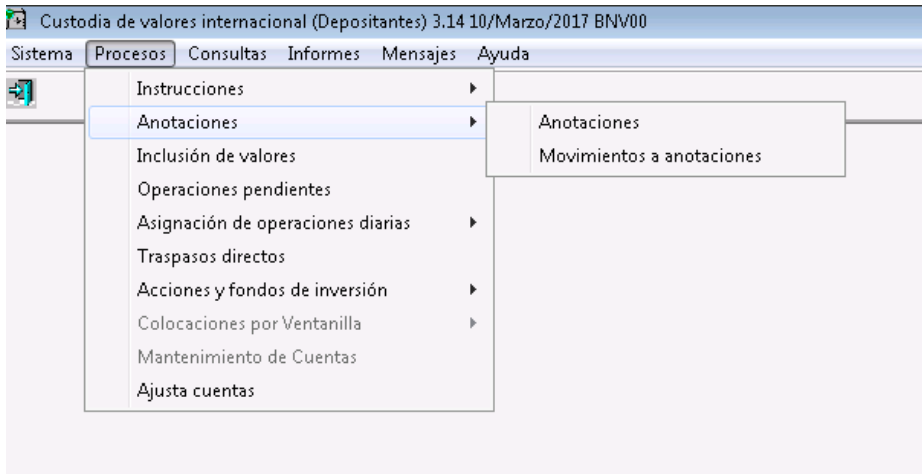 Custodia de valores internacional (Depositantes) 3.14 10/Marzo/2017 BNV00
Sistema Procesos Consultas Informes Mensajes Ayuda
Instrucciones
Anotaciones
Anotaciones
Movimientos a anotaciones
Inclusión de valores
Operaciones pendientes
Asignación de operaciones diarias
Traspasos directos
Acciones y fondos de inversión
Colocaciones por Ventanilla
Mantenimiento de Cuentas
Ajusta cuentas